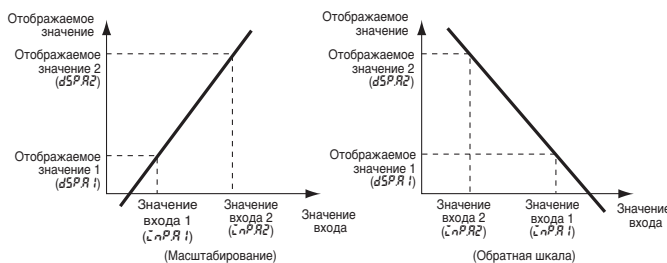 Отображаемое
значение
Отображаемое
значение 2
(dSP.A2)
Отображаемое
значение 1
(dSP.A1)
Значение
входа 1
(inP.A1)
Значение
входа 2
(inP.A2)
Значение
входа
(Масштабирование)
Отображаемое
значение
Отображаемое
значение 2
(dSP.A2)
Отображаемое
значение 1
(dSP.A1)
Значение
входа 2
(inP.A2)
Значение
входа 1
(inP.A1)
Значение
входа
(Обратная шкала)